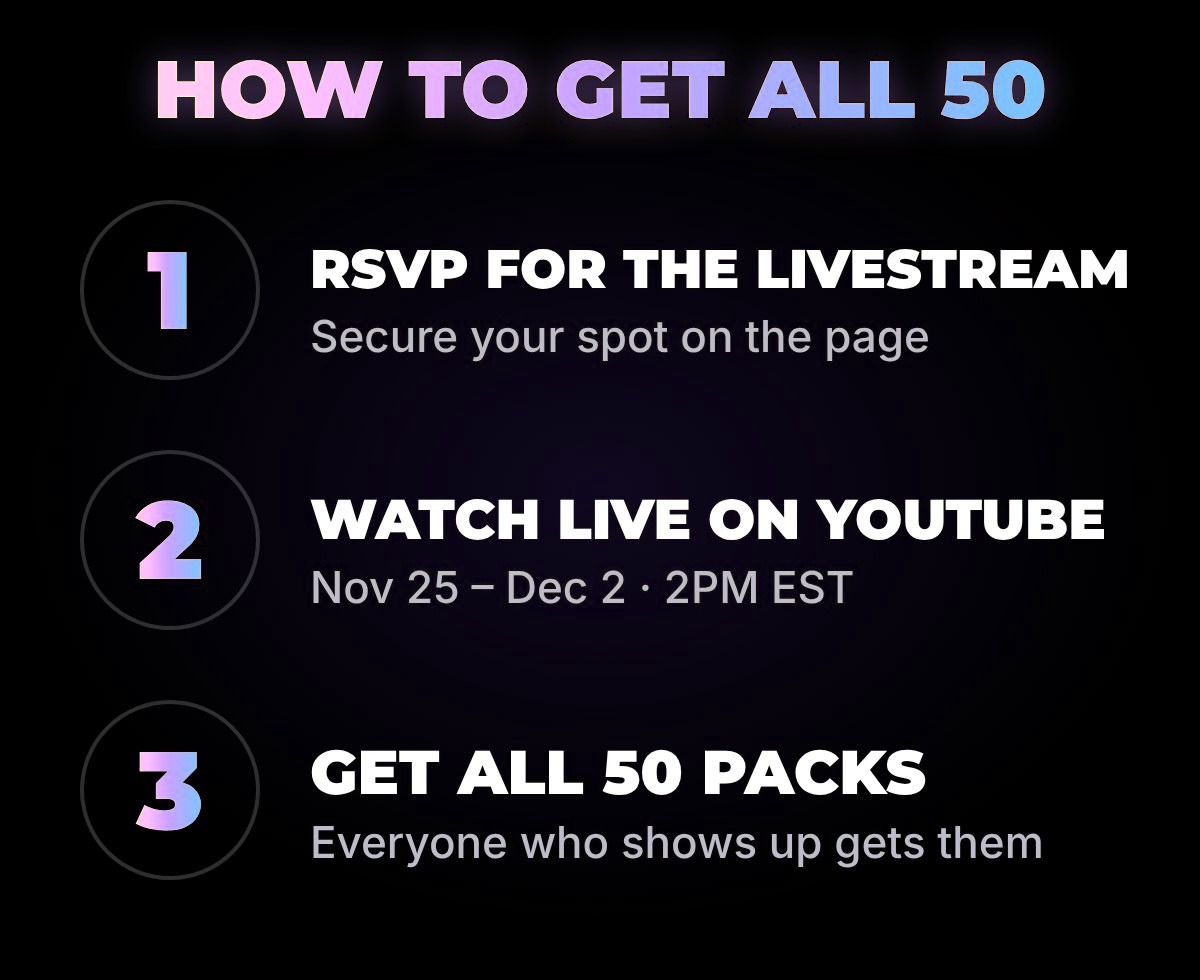 HOW TO GET ALL 50
1
RSVP FOR THE LIVESTREAM
Secure your spot on the page
2
WATCH LIVE ON YOUTUBE
Nov 25 – Dec 2 · 2PM EST
3
GET ALL 50 PACKS
Everyone who shows up gets them